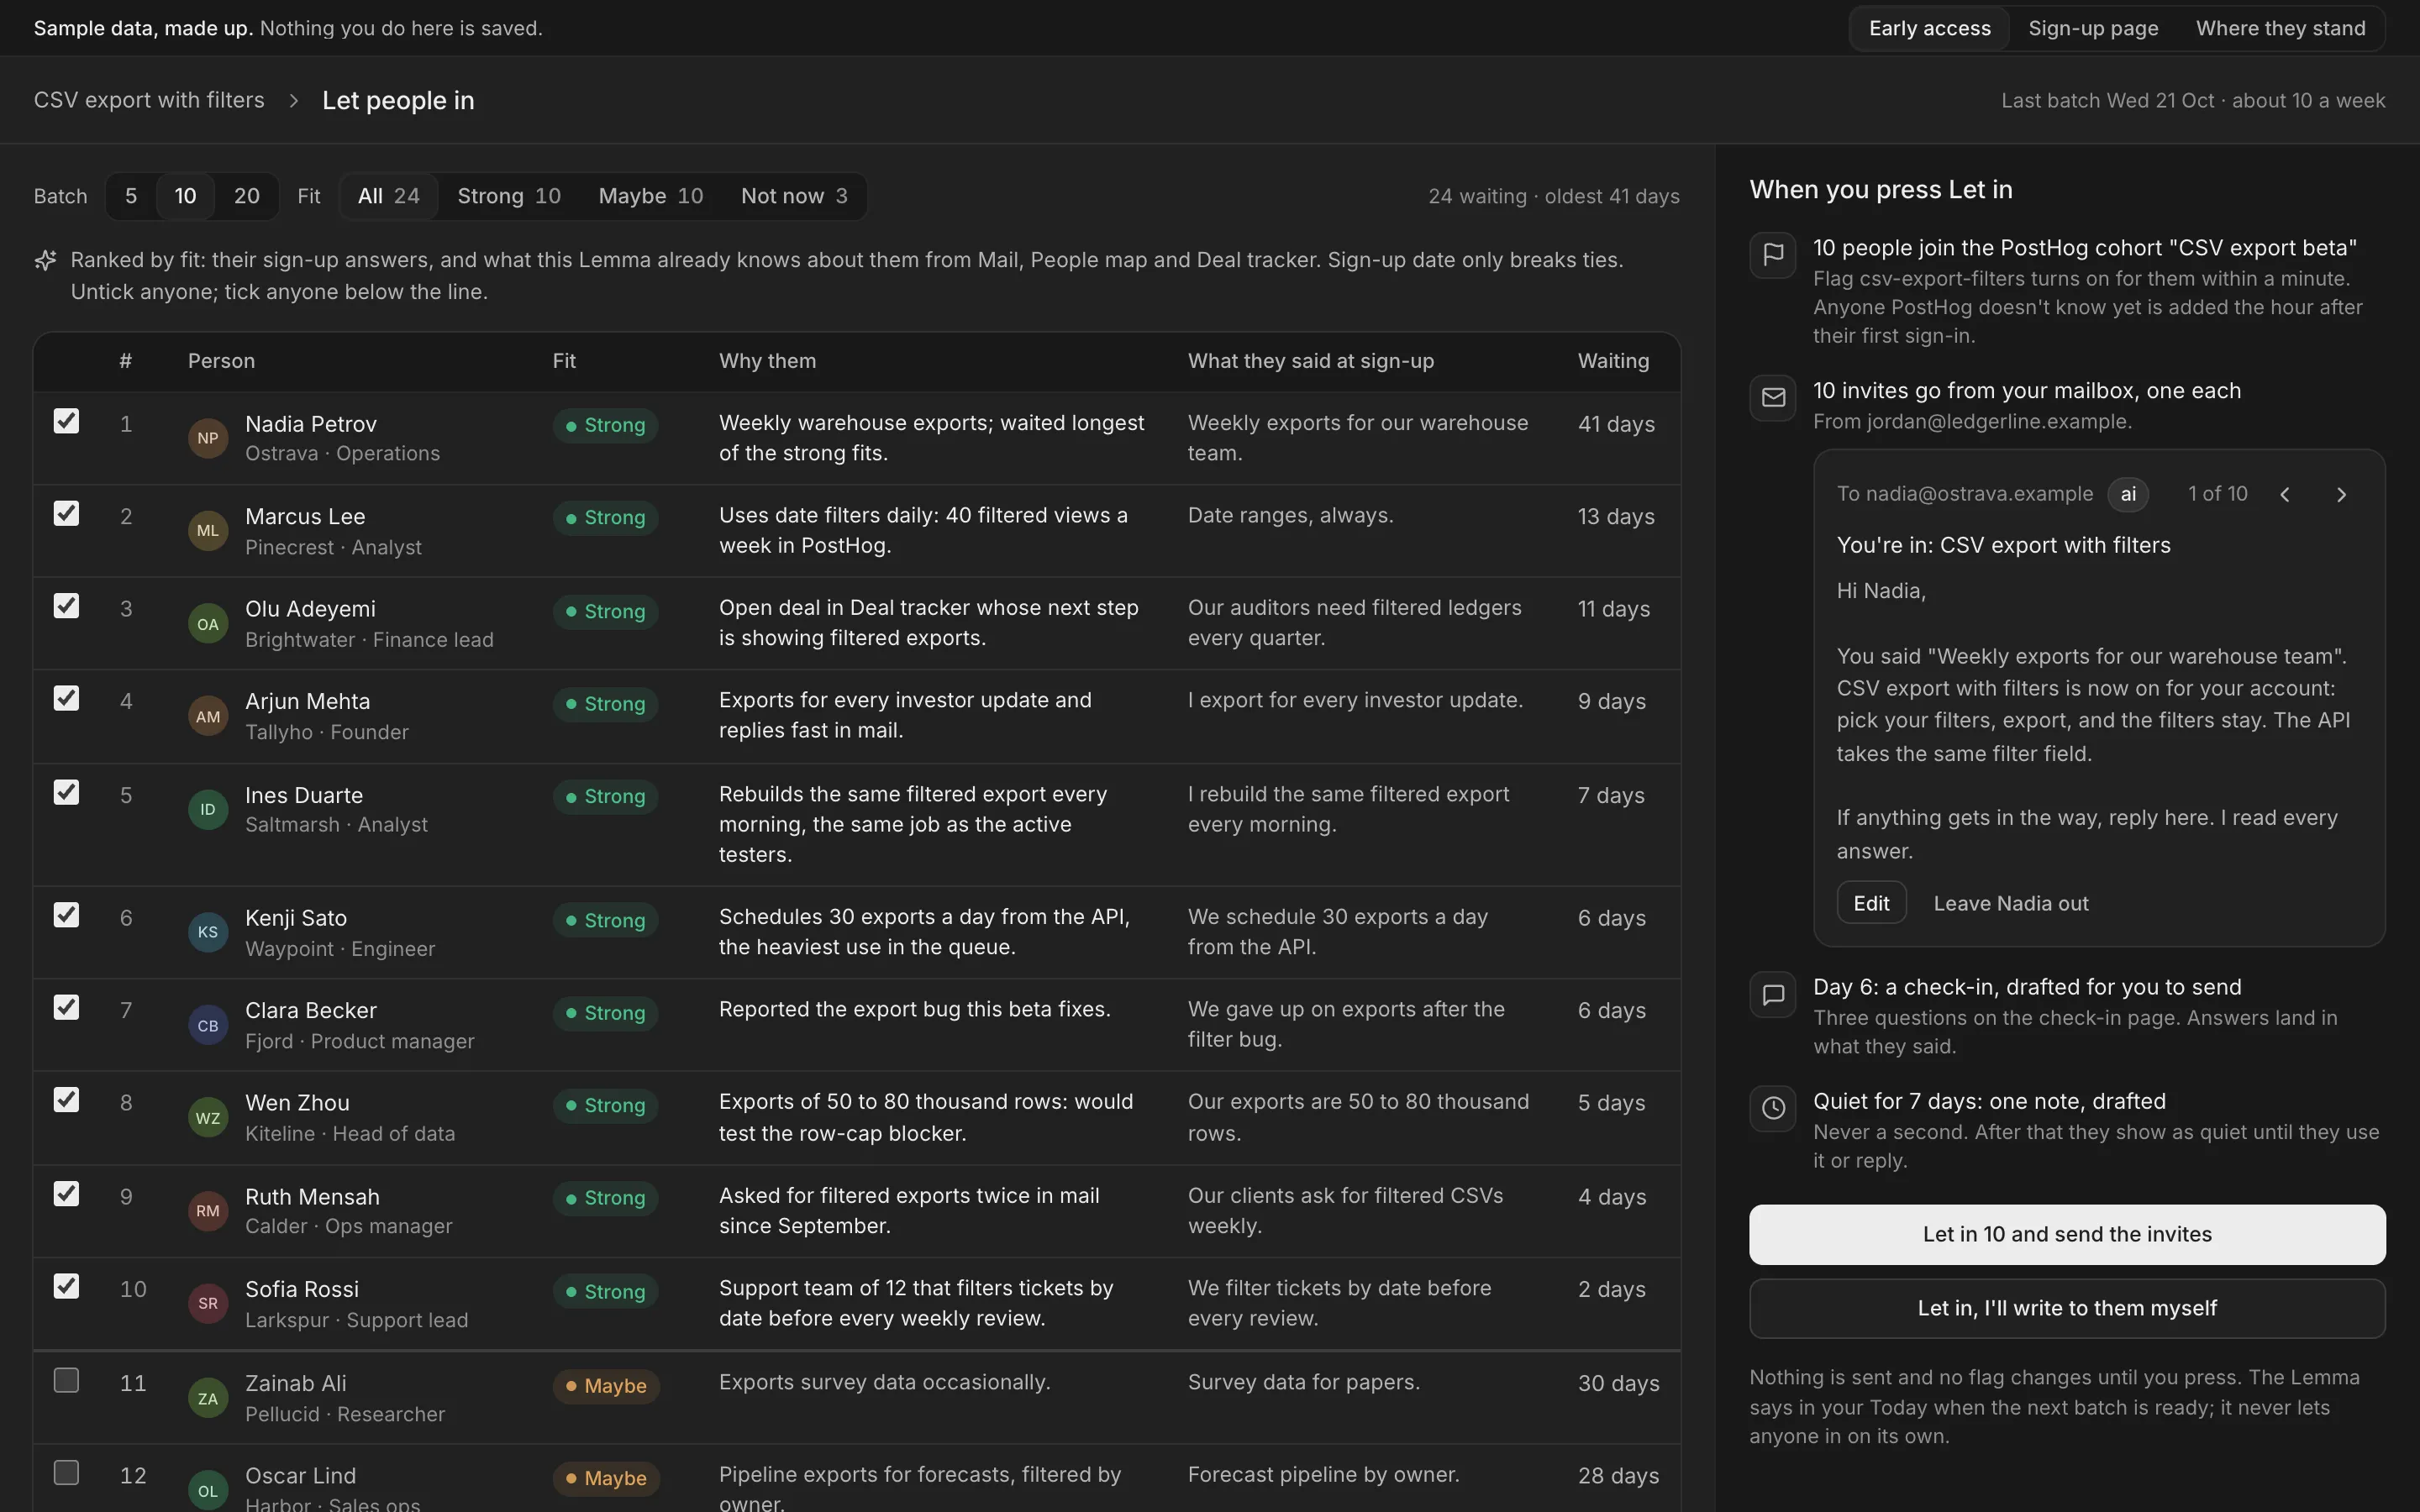 Sample data, made up. Nothing you do here is saved.
Early access
Sign-up page
Where they stand
CSV export with filters
Let people in
Last batch Wed 21 Oct · about 10 a week
Batch 5 10 20 Fit All 24 Strong 10 Maybe 10 Not now 3
24 waiting · oldest 41 days
Ranked by fit: their sign-up answers, and what this Lemma already knows about them from Mail, People map and Deal tracker. Sign-up date only breaks ties.
Untick anyone; tick anyone below the line.
# Person Fit Why them What they said at sign-up Waiting
1 NP Nadia Petrov Strong Weekly warehouse exports; waited longest Weekly exports for our warehouse 41 days
Ostrava · Operations of the strong fits. team.
2 ML Marcus Lee Strong Uses date filters daily: 40 filtered views a Date ranges, always. 13 days
Pinecrest · Analyst week in PostHog.
3 OA Olu Adeyemi Strong Open deal in Deal tracker whose next step Our auditors need filtered ledgers 11 days
Brightwater · Finance lead is showing filtered exports. every quarter.
4 AM Arjun Mehta Strong Exports for every investor update and I export for every investor update. 9 days
Tallyho · Founder replies fast in mail.
5 ID Ines Duarte Strong Rebuilds the same filtered export every I rebuild the same filtered export 7 days
Saltmarsh · Analyst morning, the same job as the active every morning.
testers.
6 KS Kenji Sato Strong Schedules 30 exports a day from the API, We schedule 30 exports a day 6 days
Waypoint · Engineer the heaviest use in the queue. from the API.
7 CB Clara Becker Strong Reported the export bug this beta fixes. We gave up on exports after the 6 days
Fjord · Product manager filter bug.
8 WZ Wen Zhou Strong Exports of 50 to 80 thousand rows: would Our exports are 50 to 80 thousand 5 days
Kiteline · Head of data test the row-cap blocker. rows.
9 RM Ruth Mensah Strong Asked for filtered exports twice in mail Our clients ask for filtered CSVs 4 days
Calder · Ops manager since September. weekly.
10 SR Sofia Rossi Strong Support team of 12 that filters tickets by We filter tickets by date before 2 days
Larkspur · Support lead date before every weekly review. every review.
11 ZA Zainab Ali Maybe Exports survey data occasionally. Survey data for papers. 30 days
Pellucid · Researcher
12 OL Oscar Lind Maybe Pipeline exports for forecasts, filtered by Forecast pipeline by owner. 28 days
Harbor · Sales ops owner.
When you press Let in
10 people join the PostHog cohort "CSV export beta"
Flag csv-export-filters turns on for them within a minute.
Anyone PostHog doesn't know yet is added the hour after
their first sign-in.
10 invites go from your mailbox, one each
From jordan@ledgerline.example.
To nadia@ostrava.example ai 1 of 10
You're in: CSV export with filters
Hi Nadia,
You said "Weekly exports for our warehouse team".
CSV export with filters is now on for your account:
pick your filters, export, and the filters stay. The API
takes the same filter field.
If anything gets in the way, reply here. I read every
answer.
Edit
Leave Nadia out
Day 6: a check-in, drafted for you to send
Three questions on the check-in page. Answers land in
what they said.
Quiet for 7 days: one note, drafted
Never a second. After that they show as quiet until they use
it or reply.
Let in 10 and send the invites
Let in, I'll write to them myself
Nothing is sent and no flag changes until you press. The Lemma
says in your Today when the next batch is ready; it never lets
anyone in on its own.